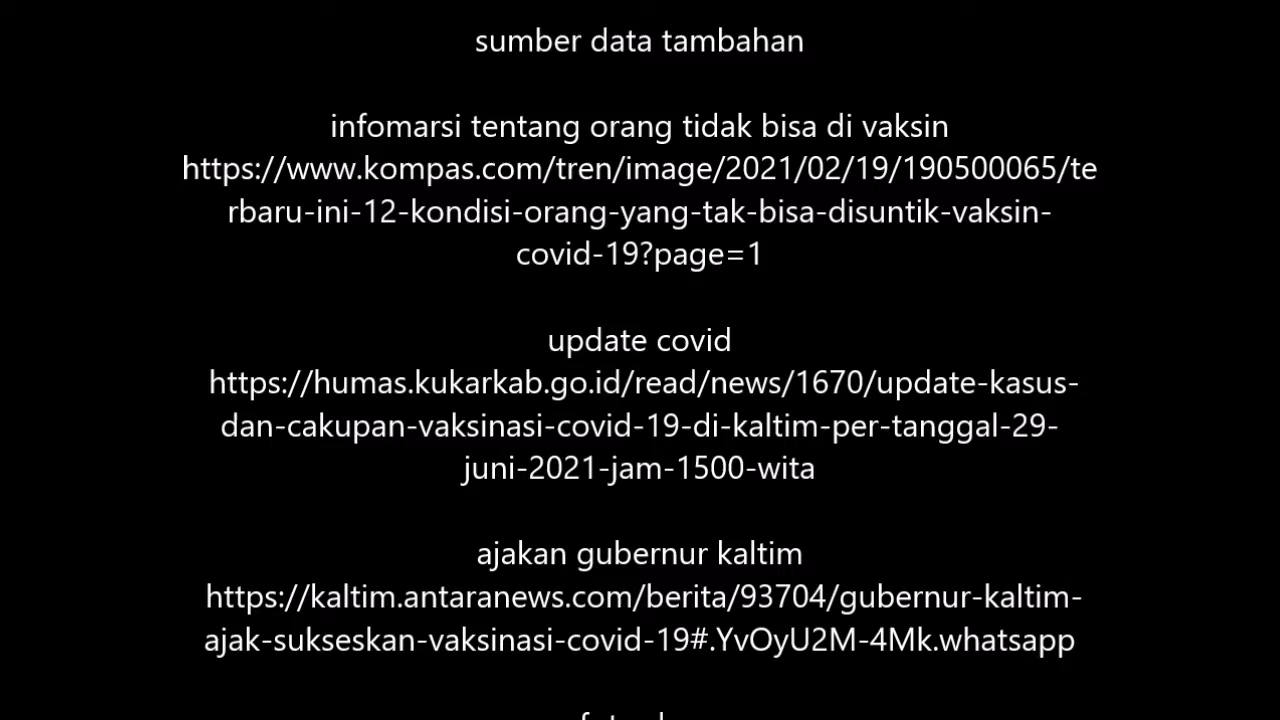 sumber data tambahan
infomarsi tentang orang tidak bisa di vaksin
https://www.kompas.com/tren/image/2021/02/19/190500065/te
rbaru-ini-12-kondisi-orang-yang-tak-bisa-disuntik-vaksin-
covid-19?page=1
update covid
https://humas.kukarkab.go.id/read/news/1670/update-kasus-
dan-cakupan-vaksinasi-covid-19-di-kaltim-per-tanggal-29-
juni-2021-jam-1500-wita
ajakan gubernur kaltim
https://kaltim.antaranews.com/berita/93704/gubernur-kaltim-
ajak-sukseskan-vaksinasi-covid-19#.YvOyU2M-4Mk.whatsapp